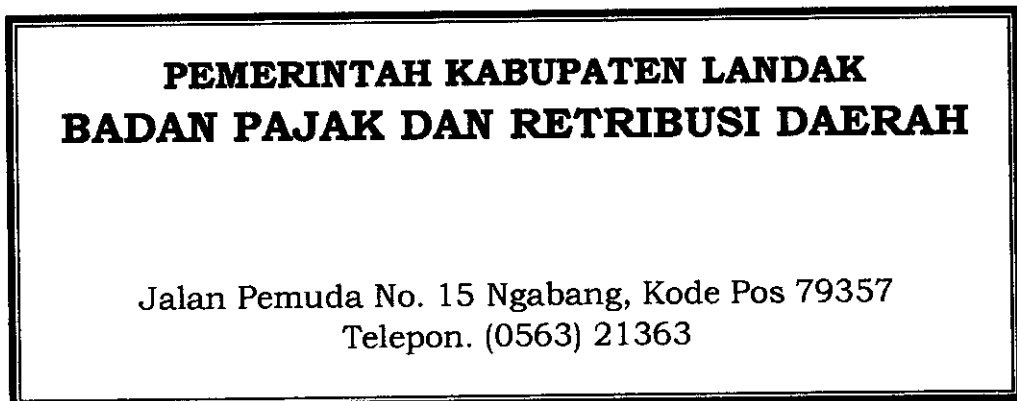 PEMERINTAH KABUPATEN LANDAK
BADAN PAJAK DAN RETRIBUSI DAERAH
Jalan Pemuda No. 15 Ngabang, Kode Pos 79357
Telepon. (0563) 21363